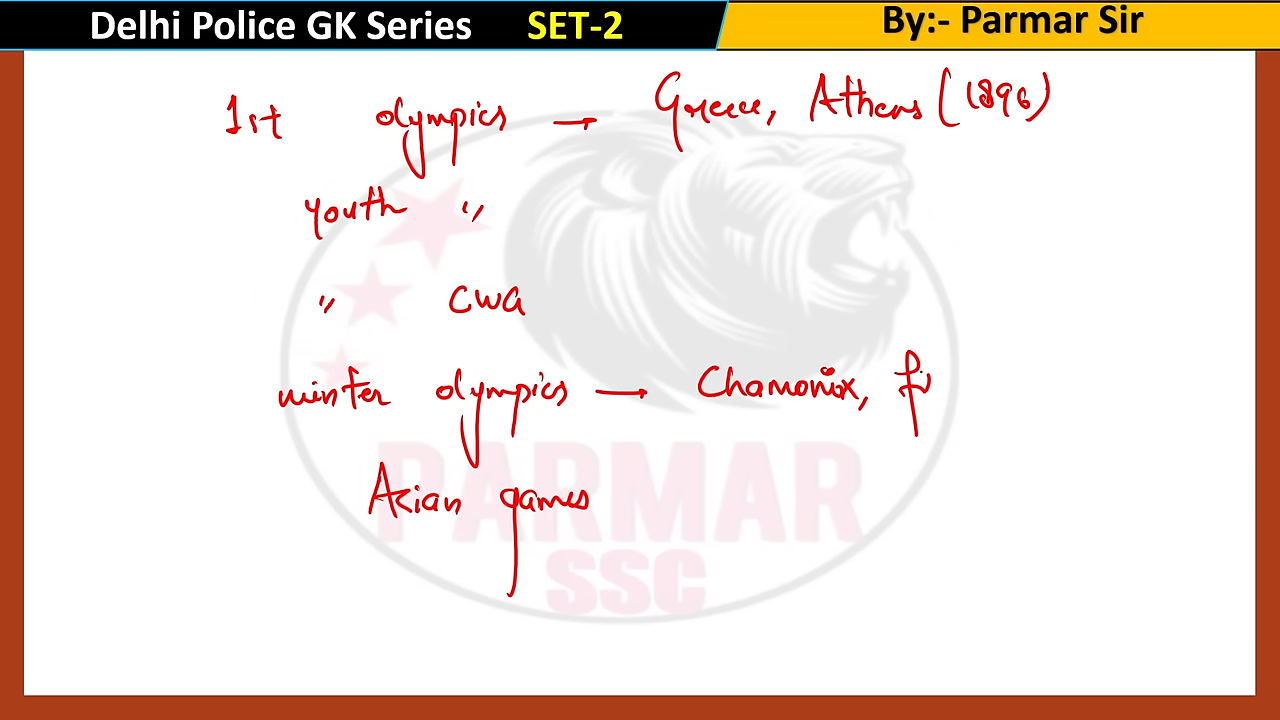 Delhi Police GK Series SET-2 By:- Parmar Sir
1st olympics → Greece, Athens (1896)
youth "
" CWG
winter olympics → Chamonix, fr
Asian games
PARMAR
SSC